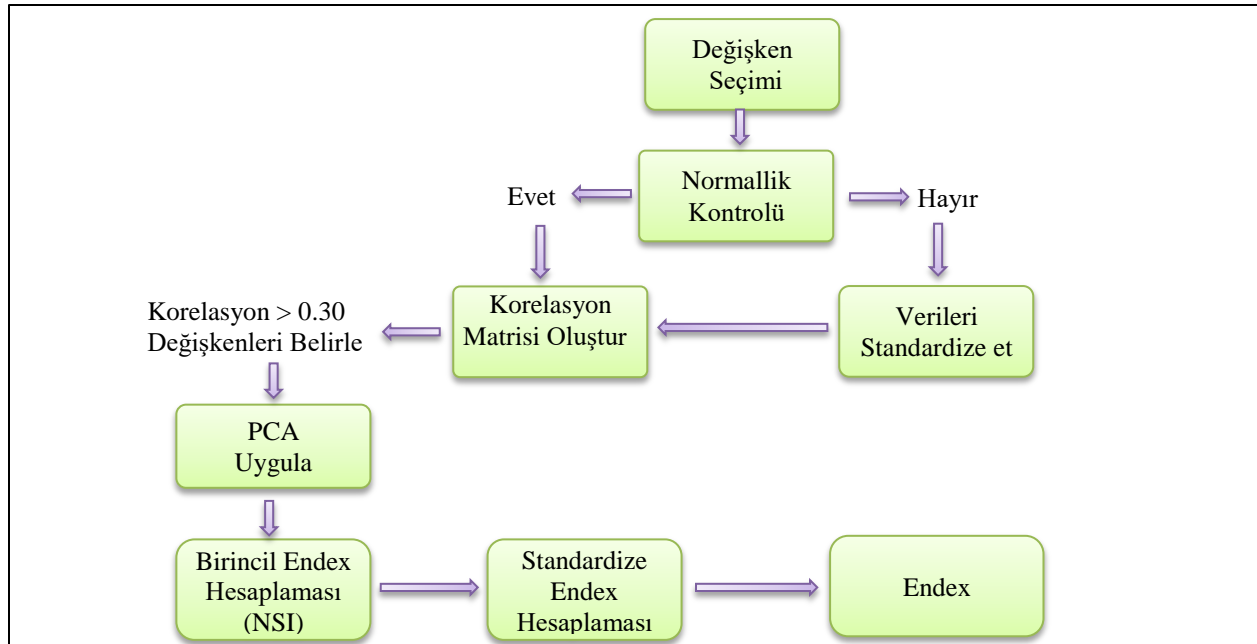 Değişken
Seçimi
Normallik
Kontrolü
Evet
Hayır
Korelasyon > 0.30
Değişkenleri Belirle
Korelasyon
Matrisi Oluştur
Verileri
Standardize et
PCA
Uygula
Birincil Endex
Hesaplaması
(NSI)
Standardize
Endex
Hesaplaması
Endex